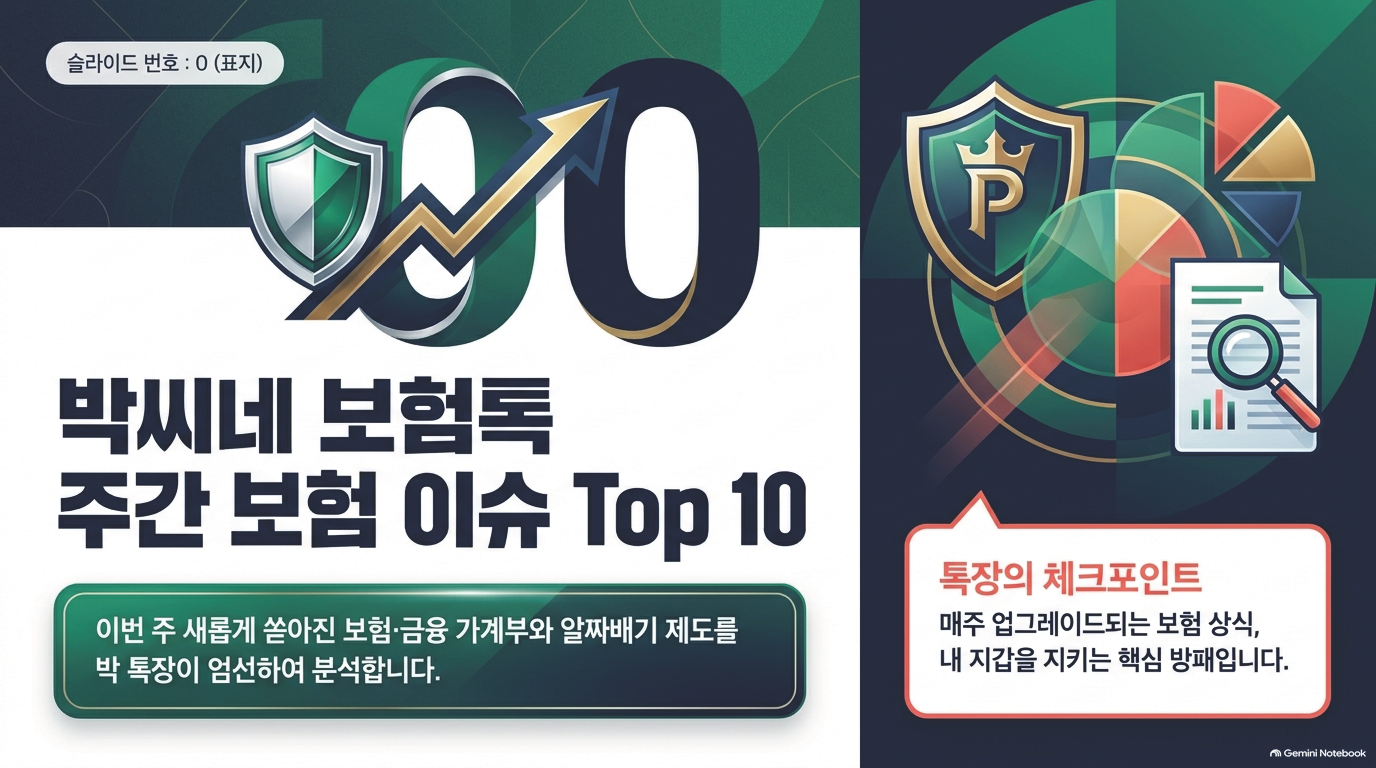 슬라이드 번호 : 0 (표지)
00
P
박씨네 보험톡
주간 보험 이슈 Top 10
이번 주 새롭게 쏟아진 보험·금융 가계부와 알짜배기 제도를
박 톡장이 엄선하여 분석합니다.
톡장의 체크포인트
매주 업그레이드되는 보험 상식,
내 지갑을 지키는 핵심 방패입니다.
Gemini Notebook